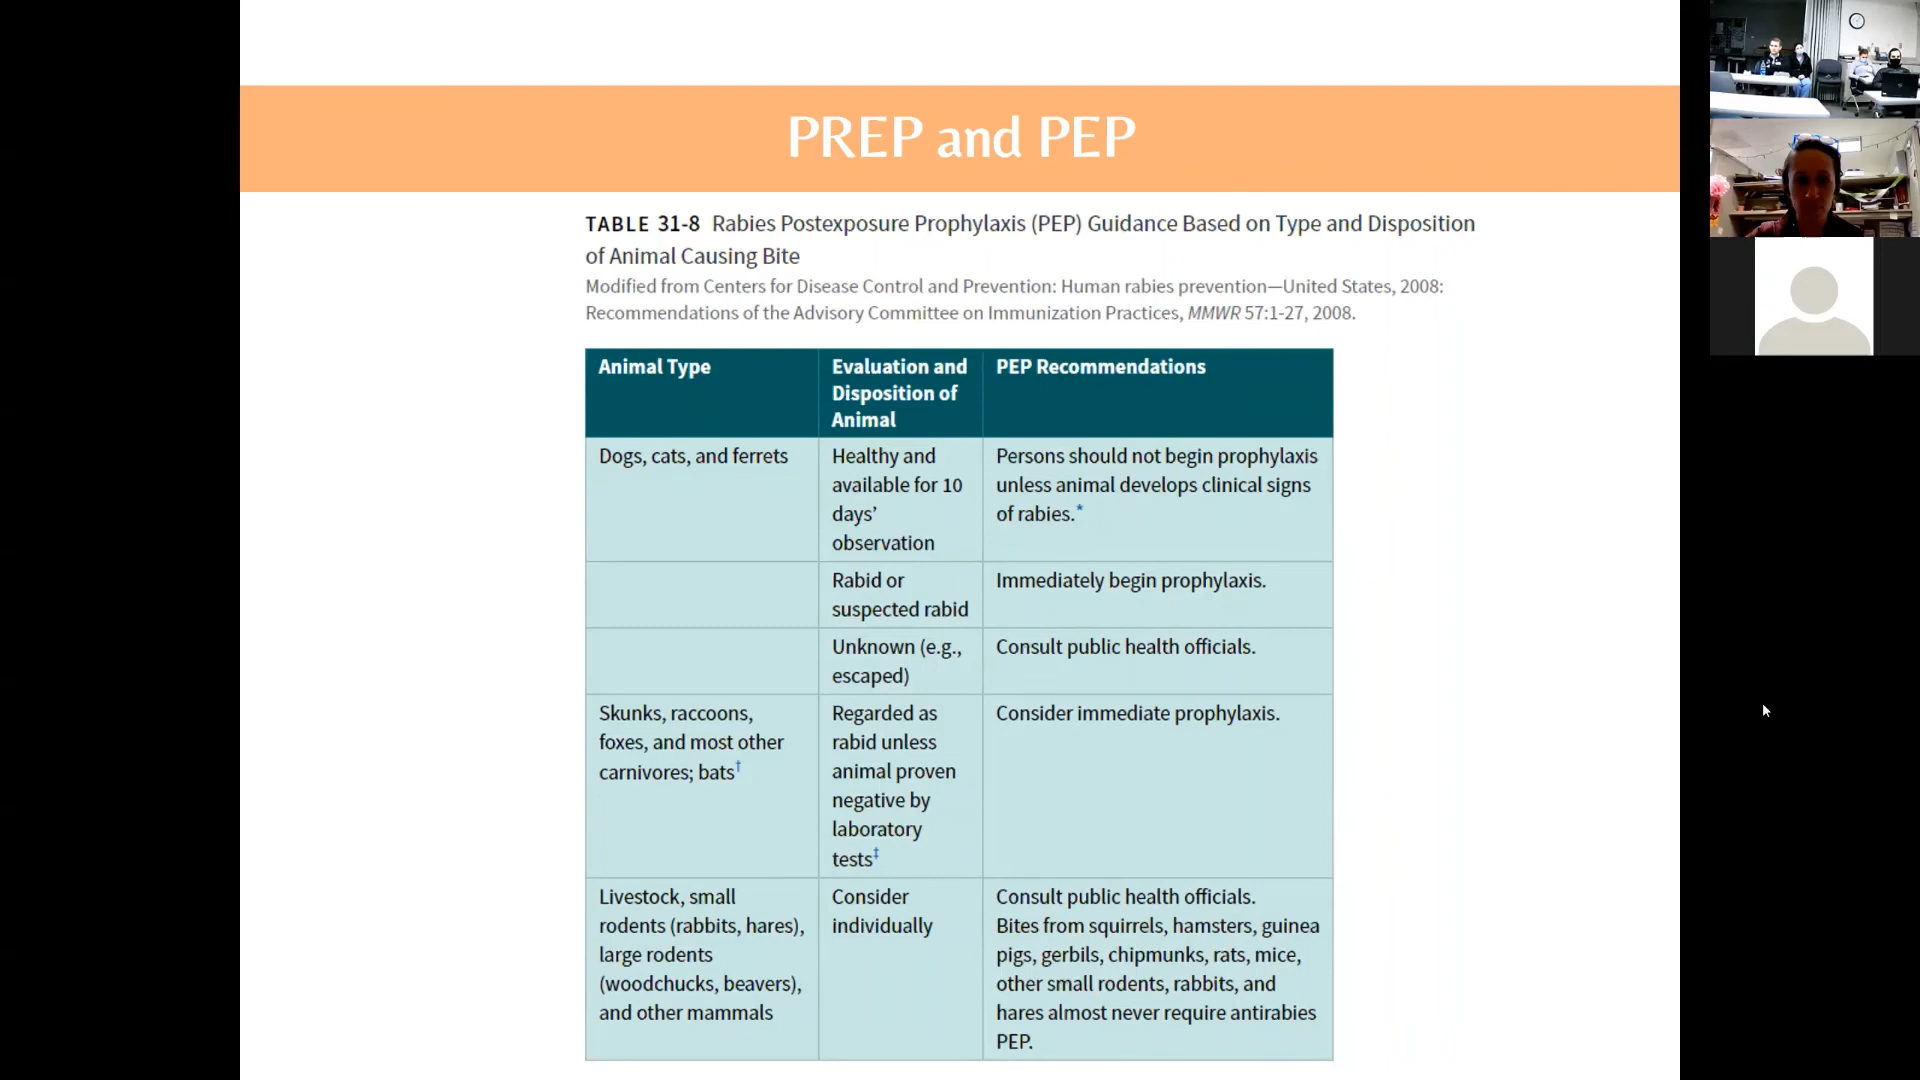 PREP and PEP
TABLE 31-8 Rabies Postexposure Prophylaxis (PEP) Guidance Based on Type and Disposition
of Animal Causing Bite
Modified from Centers for Disease Control and Prevention: Human rabies prevention—United States, 2008:
Recommendations of the Advisory Committee on Immunization Practices, MMWR 57:1-27, 2008.
Animal Type
Evaluation and
Disposition of
Animal
PEP Recommendations
Dogs, cats, and ferrets
Healthy and
available for 10
days’
observation
Persons should not begin prophylaxis
unless animal develops clinical signs
of rabies.*
Rabid or
suspected rabid
Immediately begin prophylaxis.
Unknown (e.g.,
escaped)
Consult public health officials.
Skunks, raccoons,
foxes, and most other
carnivores; bats†
Regarded as
rabid unless
animal proven
negative by
laboratory
tests‡
Consider immediate prophylaxis.
Livestock, small
rodents (rabbits, hares),
large rodents
(woodchucks, beavers),
and other mammals
Consider
individually
Consult public health officials.
Bites from squirrels, hamsters, guinea
pigs, gerbils, chipmunks, rats, mice,
other small rodents, rabbits, and
hares almost never require antirabies
PEP.